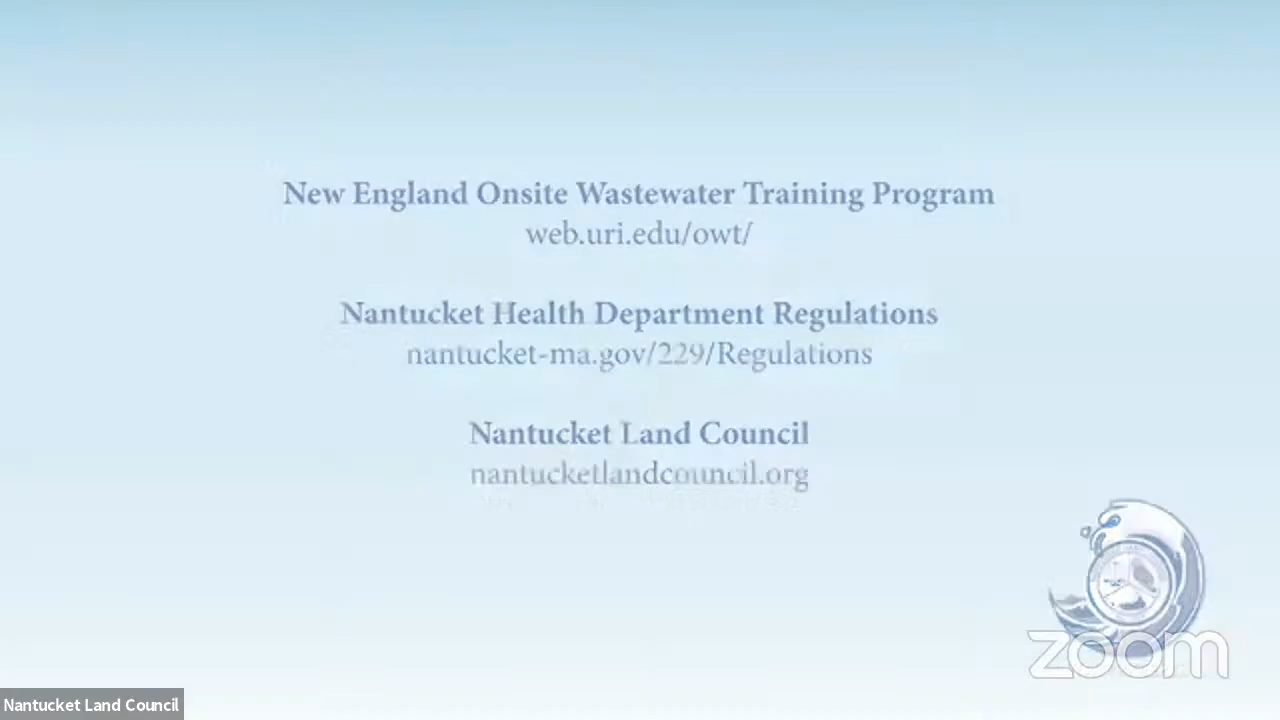 New England Onsite Wastewater Training Program
web.uri.edu/owt/
Nantucket Health Department Regulations
nantucket-ma.gov/229/Regulations
Nantucket Land Council
nantucketlandcouncil.org
zoom
Nantucket Land Council